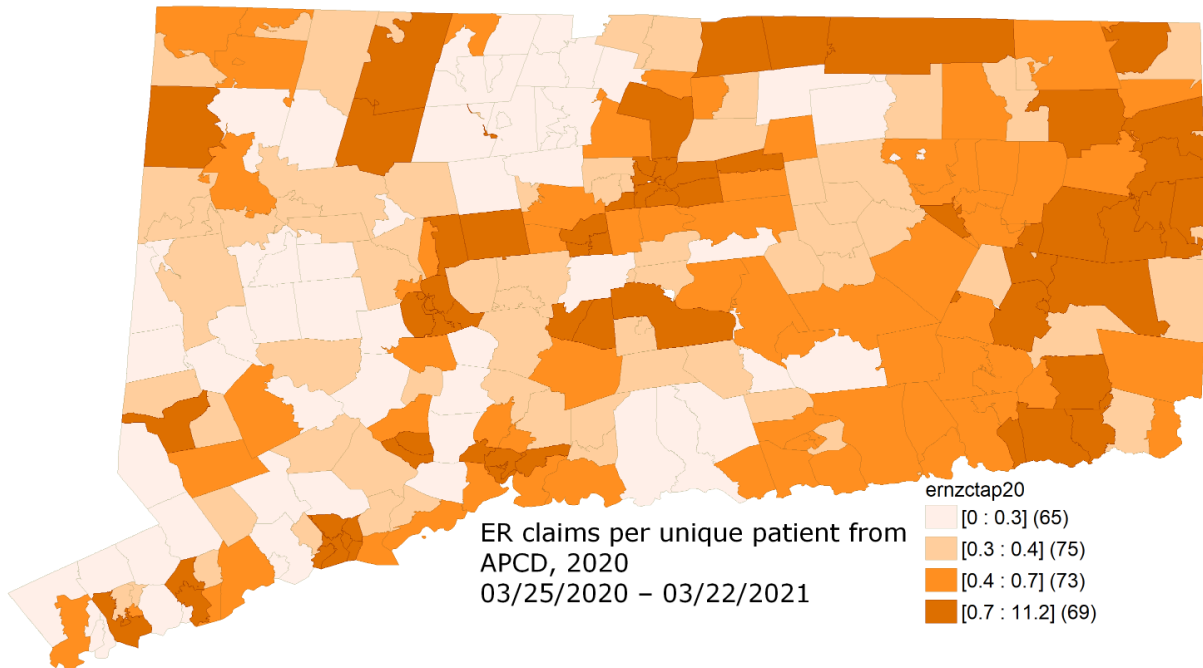 ER claims per unique patient from
APCD, 2020
03/25/2020 – 03/22/2021
ernzctap20
[0 : 0.3] (65)
[0.3 : 0.4] (75)
[0.4 : 0.7] (73)
[0.7 : 11.2] (69)